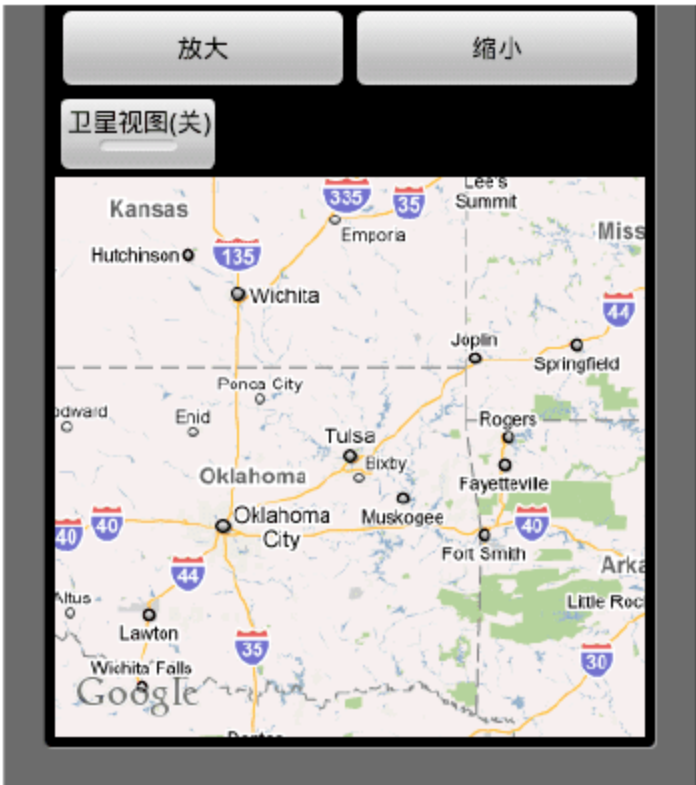 放大
缩小
卫星视图(关)
Lee's
Summit
335
35
Kansas
Emporia
Miss
Hutchinson
135
Wichita
44
Joplin
Springfield
Ponca City
odward
Enid
Rogers
Tulsa
Bixby
Oklahoma
Fayetteville
Oklahoma
City
Muskogee
40
40
40
Fort Smith
44
Arka
Altus
Little Roc
Lawton
35
30
Wichita Falls
Google